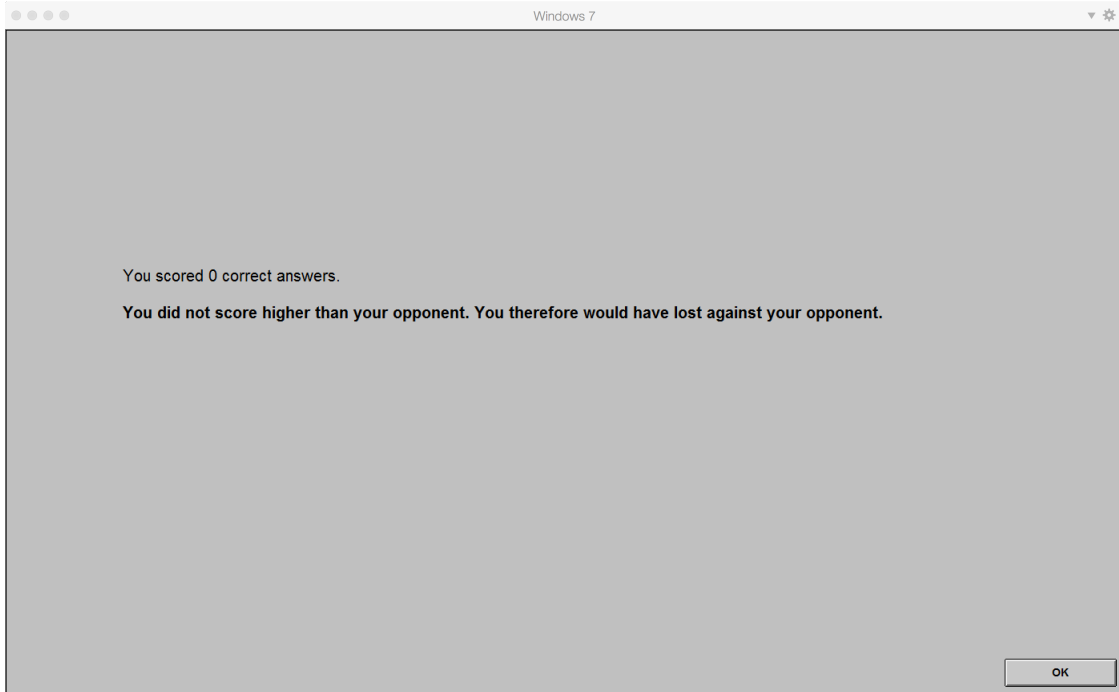 Windows 7
You scored 0 correct answers.
You did not score higher than your opponent. You therefore would have lost against your opponent.
OK